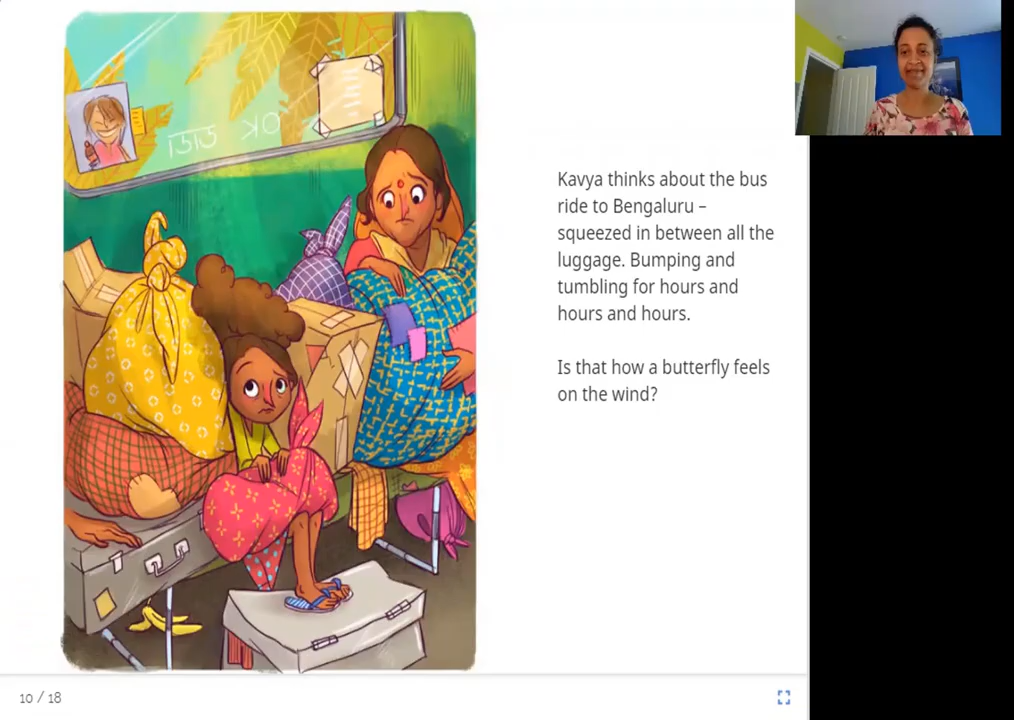 Kavya thinks about the bus
ride to Bengaluru –
squeezed in between all the
luggage. Bumping and
tumbling for hours and
hours and hours.
Is that how a butterfly feels
on the wind?
10 / 18